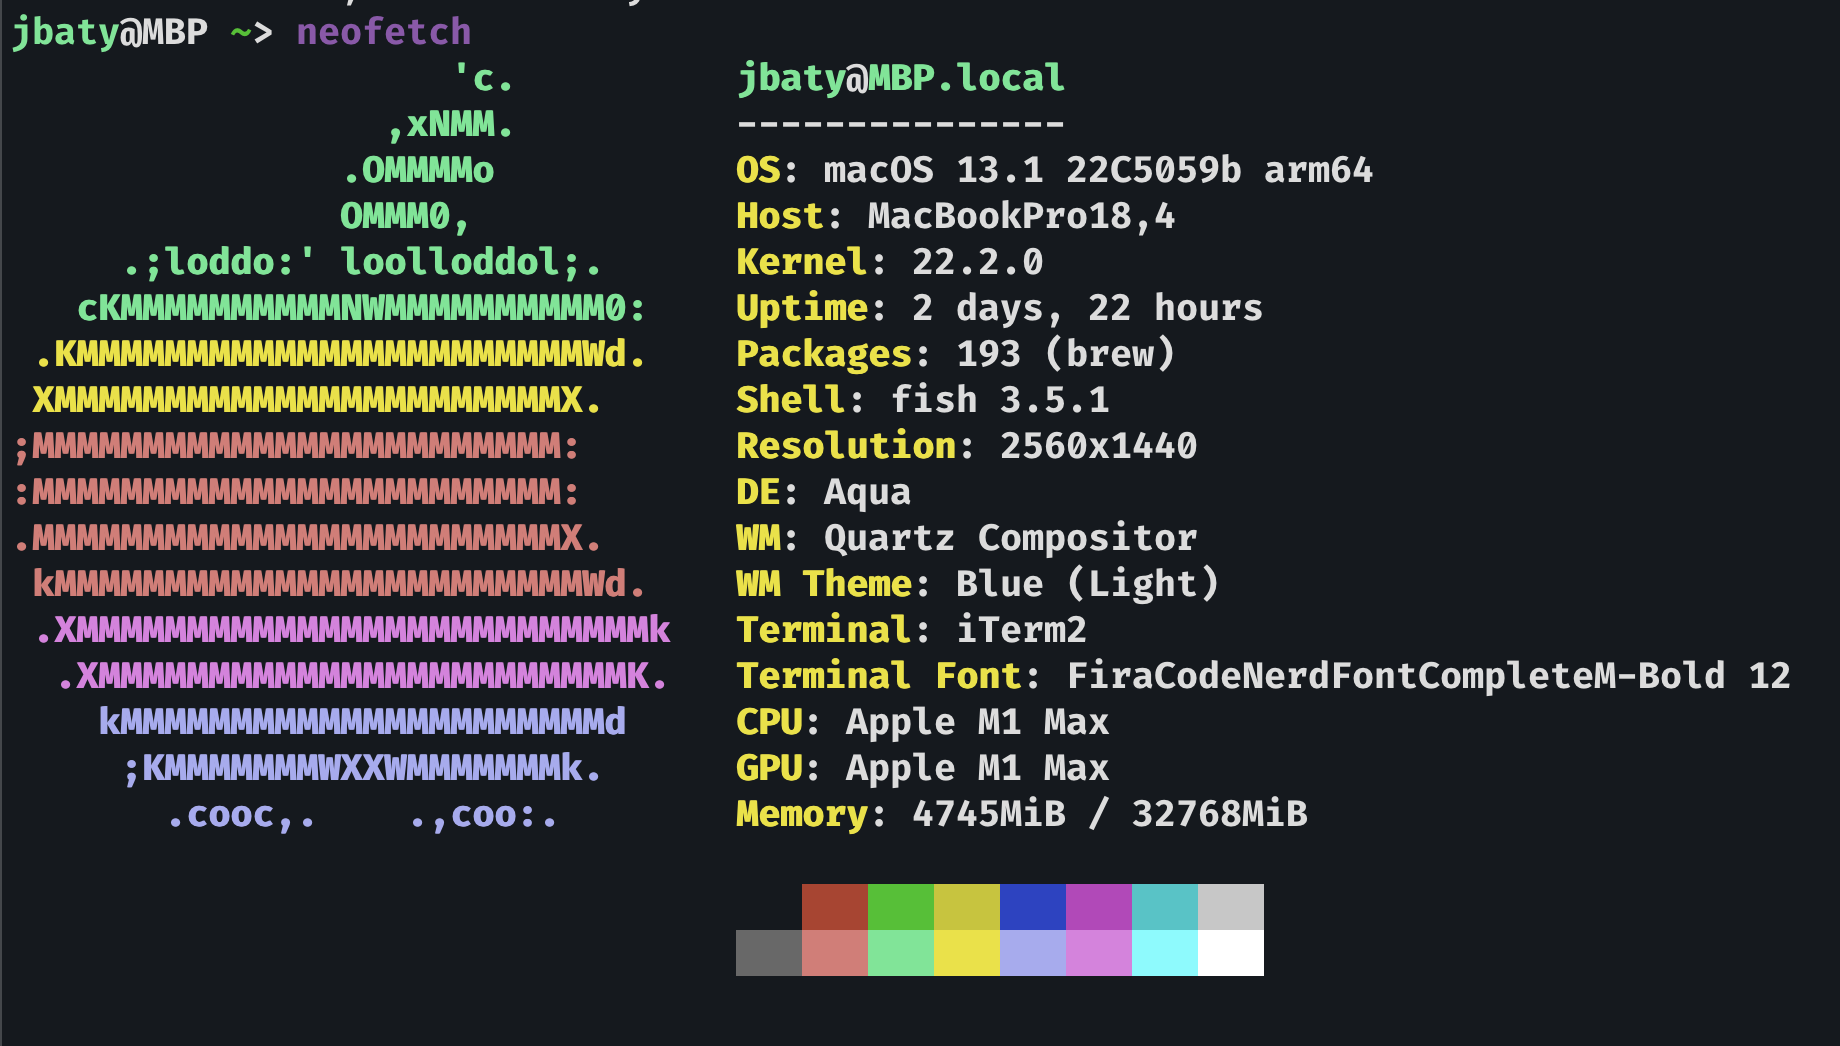 jbaty@MBP ~> neofetch
                    'c.          jbaty@MBP.local
                 ,xNMM.          ---------------
               .OMMMMo           OS: macOS 13.1 22C5059b arm64
               OMMM0,            Host: MacBookPro18,4
     .;loddo:' loolloddol;.      Kernel: 22.2.0
   cKMMMMMMMMMMNWMMMMMMMMMM0:    Uptime: 2 days, 22 hours
 .KMMMMMMMMMMMMMMMMMMMMMMMWd.    Packages: 193 (brew)
 XMMMMMMMMMMMMMMMMMMMMMMMX.      Shell: fish 3.5.1
;MMMMMMMMMMMMMMMMMMMMMMMM:       Resolution: 2560x1440
:MMMMMMMMMMMMMMMMMMMMMMMM:       DE: Aqua
.MMMMMMMMMMMMMMMMMMMMMMMMX.      WM: Quartz Compositor
 kMMMMMMMMMMMMMMMMMMMMMMMMWd.    WM Theme: Blue (Light)
 .XMMMMMMMMMMMMMMMMMMMMMMMMMMk   Terminal: iTerm2
  .XMMMMMMMMMMMMMMMMMMMMMMMMK.   Terminal Font: FiraCodeNerdFontCompleteM-Bold 12
    kMMMMMMMMMMMMMMMMMMMMMMd     CPU: Apple M1 Max
     ;KMMMMMMMWXXWMMMMMMMk.      GPU: Apple M1 Max
       .cooc,.    .,coo:.        Memory: 4745MiB / 32768MiB